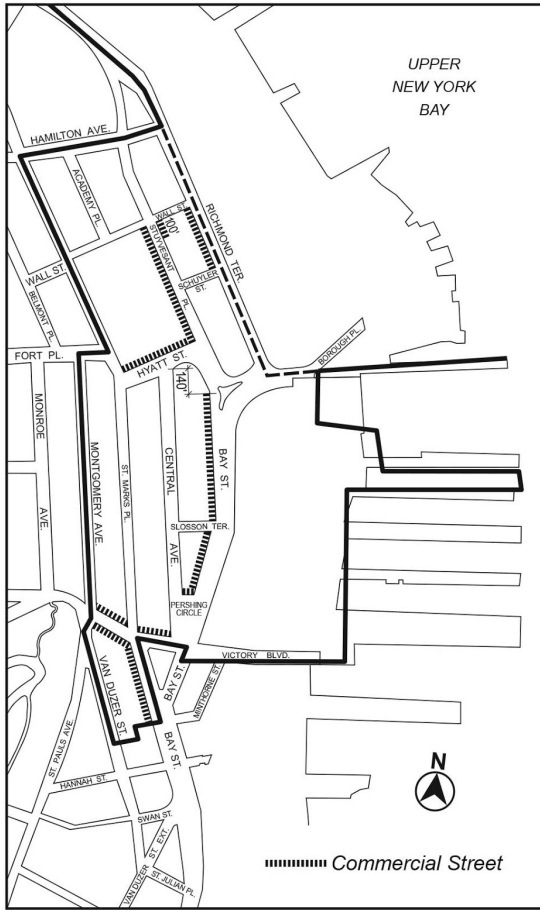 UPPER
NEW YORK
BAY
HAMILTON AVE.
ACADEMY PL.
WALL ST.
100'
STUYVESANT PL.
RICHMOND TER.
SCHUYLER
ST.
WALL ST.
BELMONT PL.
BOROUGH PL.
FORT PL.
HYATT ST.
140'
MONROE AVE.
MONTGOMERY AVE.
ST. MARKS PL.
CENTRAL AVE.
BAY ST.
SLOSSON TER.
PERSHING
CIRCLE
VICTORY BLVD.
VAN DUZER ST.
BAY ST.
MINTHORNE ST.
ST. PAULS AVE.
BAY ST.
HANNAH ST.
SWAN ST.
VAN DUZER ST. EXT.
ST. JULIAN PL.
N
Commercial Street